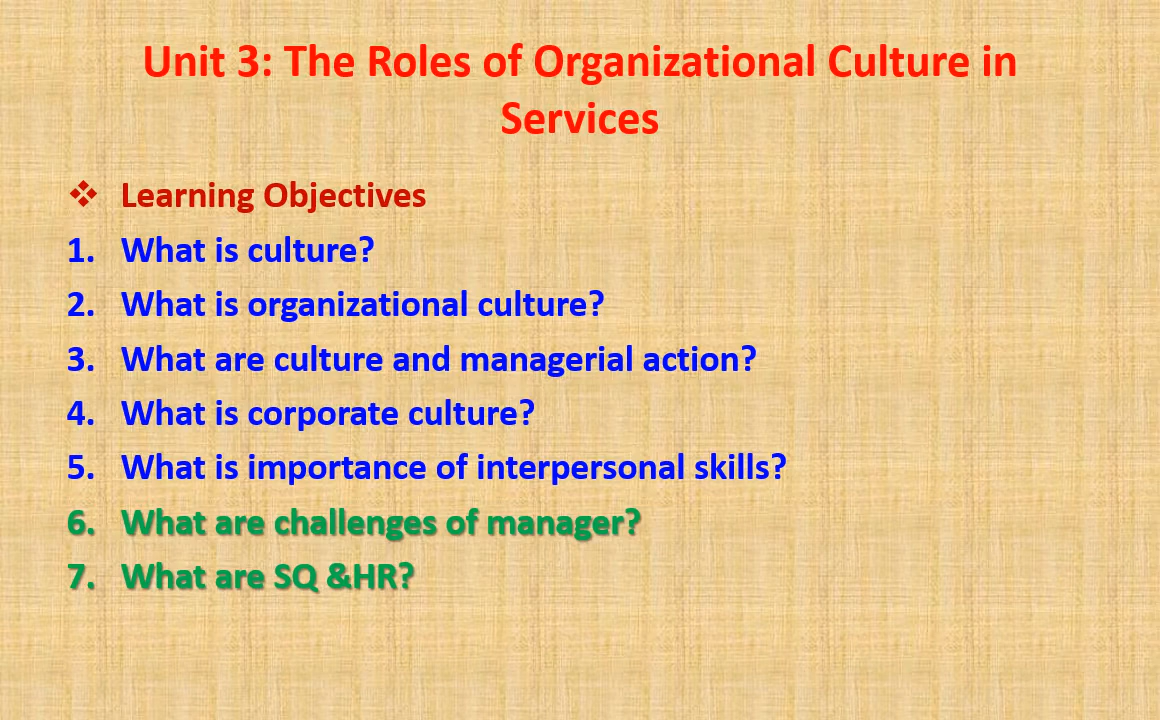 Unit 3: The Roles of Organizational Culture in
Services
❖ Learning Objectives
1. What is culture?
2. What is organizational culture?
3. What are culture and managerial action?
4. What is corporate culture?
5. What is importance of interpersonal skills?
6. What are challenges of manager?
7. What are SQ &HR?